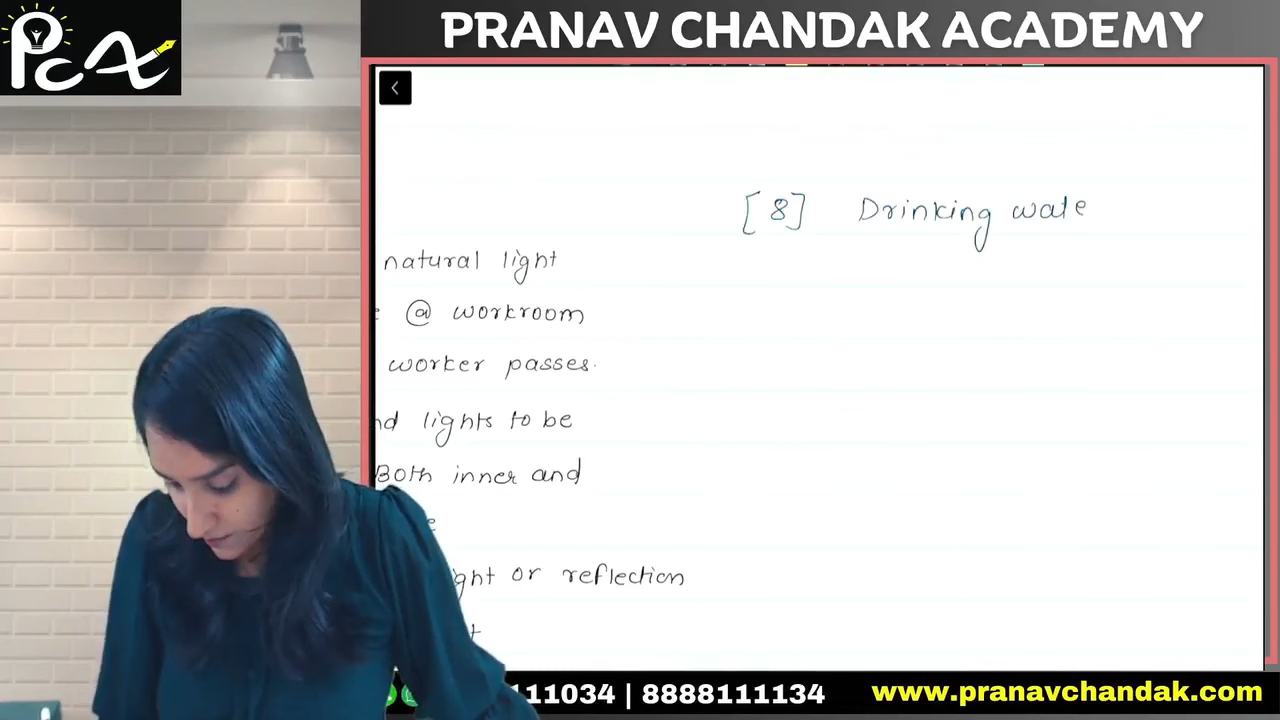 PCA
PRANAV CHANDAK ACADEMY
[8] Drinking wate
natural light
@ workroom
worker passes.
lights to be
Both inner and
or reflection
111034 | 8888111134
www.pranavchandak.com